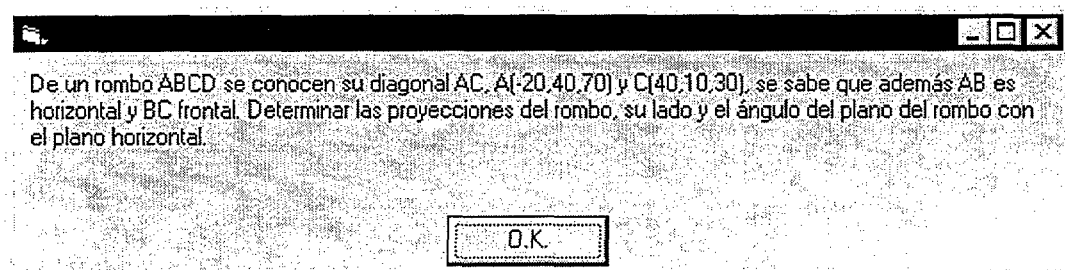 De un rombo ABCD se conocen su diagonal AC, A(-20,40,70) y C(40,10,30), se sabe que además AB es
horizontal y BC frontal. Determinar las proyecciones del rombo, su lado y el ángulo del plano del rombo con
el plano horizontal.
O.K.